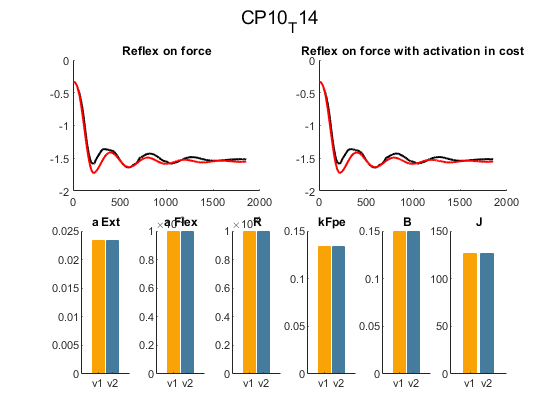 CP10T14
Reflex on force
Reflex on force with activation in cost
0
-0.5
-1
-1.5
-2
0 500 1000 1500 2000
0
-0.5
-1
-1.5
-2
0 500 1000 1500 2000
a Ext
a Flex
R
kFpe
B
J
0.025
0.02
0.015
0.01
0.005
0
v1 v2
1
0.8
0.6
0.4
0.2
0
v1 v2
1
0.8
0.6
0.4
0.2
0
v1 v2
0.15
0.1
0.05
0
v1 v2
0.15
0.1
0.05
0
v1 v2
150
100
50
0
v1 v2